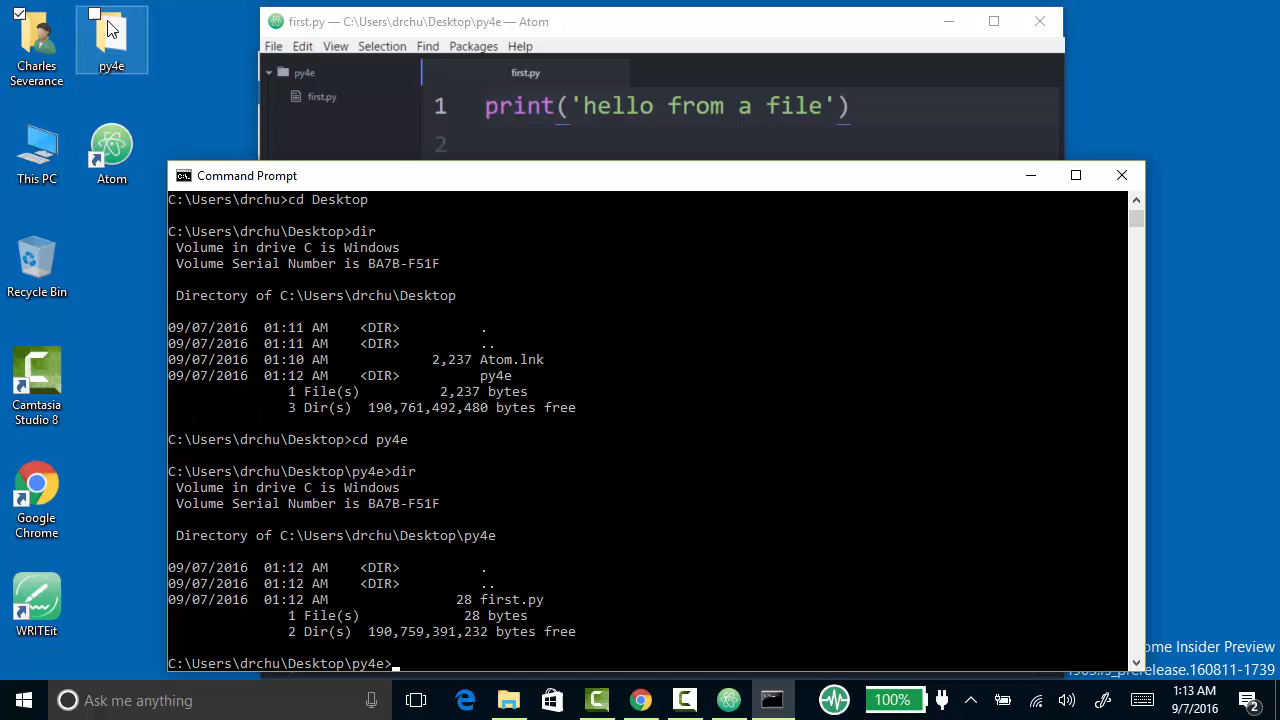 Charles
Severance
py4e
This PC
Atom
Recycle Bin
Camtasia
Studio 8
Google
Chrome
WRITEit
first.py — C:\Users\drchu\Desktop\py4e — Atom
File Edit View Selection Find Packages Help
py4e
first.py
first.py
1 print('hello from a file')
2
Command Prompt
C:\Users\drchu>cd Desktop
C:\Users\drchu\Desktop>dir
Volume in drive C is Windows
Volume Serial Number is BA7B-F51F
Directory of C:\Users\drchu\Desktop
09/07/2016 01:11 AM <DIR> .
09/07/2016 01:11 AM <DIR> ..
09/07/2016 01:10 AM 2,237 Atom.lnk
09/07/2016 01:12 AM <DIR> py4e
1 File(s) 2,237 bytes
3 Dir(s) 190,761,492,480 bytes free
C:\Users\drchu\Desktop>cd py4e
C:\Users\drchu\Desktop\py4e>dir
Volume in drive C is Windows
Volume Serial Number is BA7B-F51F
Directory of C:\Users\drchu\Desktop\py4e
09/07/2016 01:12 AM <DIR> .
09/07/2016 01:12 AM <DIR> ..
09/07/2016 01:12 AM 28 first.py
1 File(s) 28 bytes
2 Dir(s) 190,759,391,232 bytes free
C:\Users\drchu\Desktop\py4e>
ome Insider Preview
_prerelease.160811-1739
Ask me anything
100%
1:13 AM
9/7/2016
2